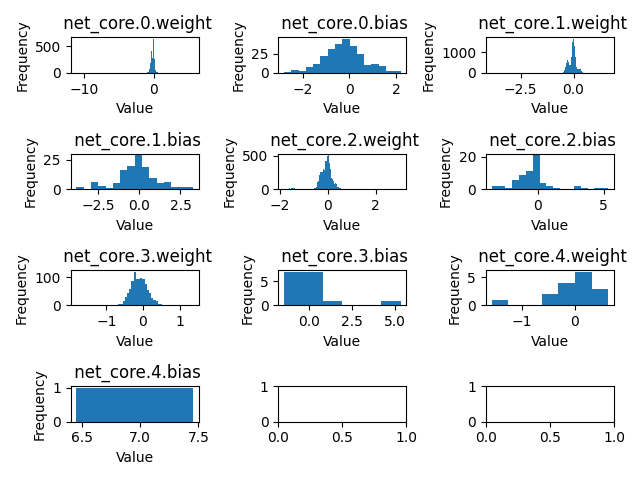 net_core.0.weight net_core.0.bias net_core.1.weight
Frequency 500 0 Frequency 25 0 Frequency 1000 0
−10 0 −2 0 2 −2.5 0.0
Value Value Value
net_core.1.bias net_core.2.weight net_core.2.bias
Frequency 25 0 Frequency 500 0 Frequency 20 0
−2.5 0.0 2.5 −2 0 2 0 5
Value Value Value
net_core.3.weight net_core.3.bias net_core.4.weight
Frequency 100 0 Frequency 5 0 Frequency 5 0
−1 0 1 0.0 2.5 5.0 −1 0
Value Value Value
net_core.4.bias
Frequency 1 0 1 0 1 0
6.5 7.0 7.5 0.0 0.5 1.0 0.0 0.5 1.0
Value